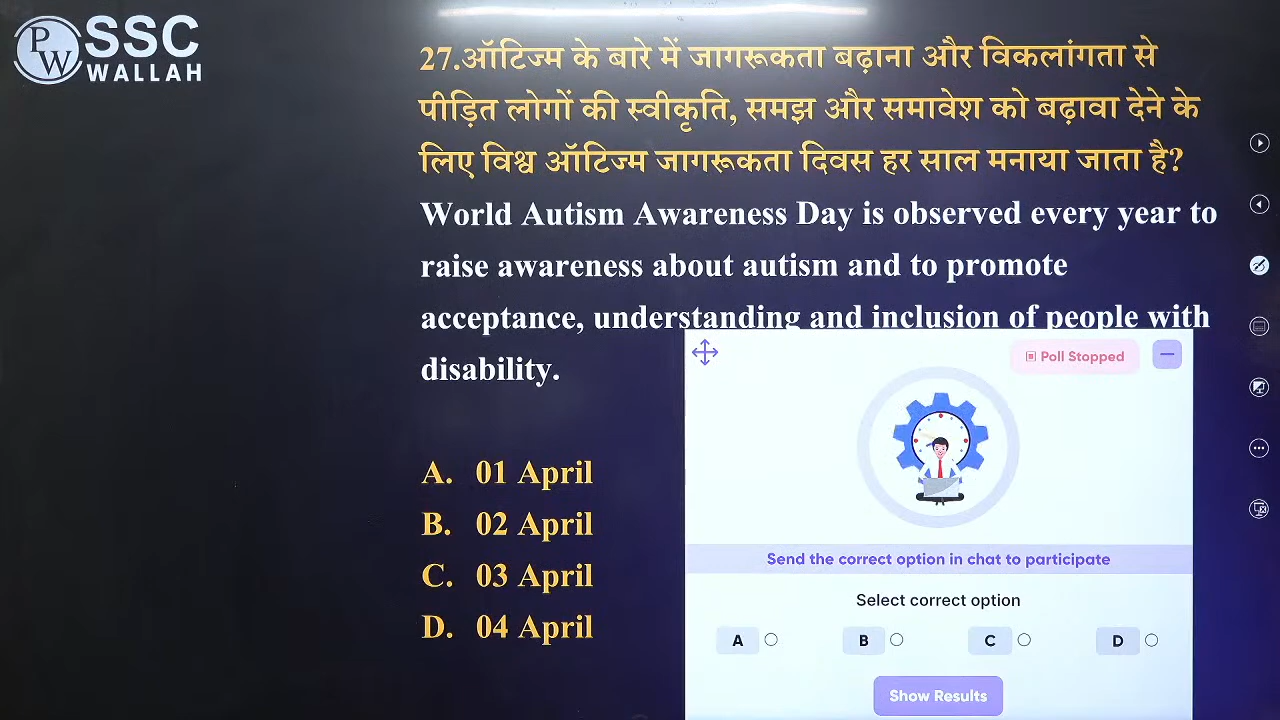 PW
SSC
WALLAH
27.ऑटिज्म के बारे में जागरूकता बढ़ाना और विकलांगता से
पीड़ित लोगों की स्वीकृति, समझ और समावेश को बढ़ावा देने के
लिए विश्व ऑटिज्म जागरूकता दिवस हर साल मनाया जाता है?
World Autism Awareness Day is observed every year to
raise awareness about autism and to promote
acceptance, understanding and inclusion of people with
disability.
A. 01 April
B. 02 April
C. 03 April
D. 04 April
Poll Stopped
Send the correct option in chat to participate
Select correct option
A B C D
Show Results